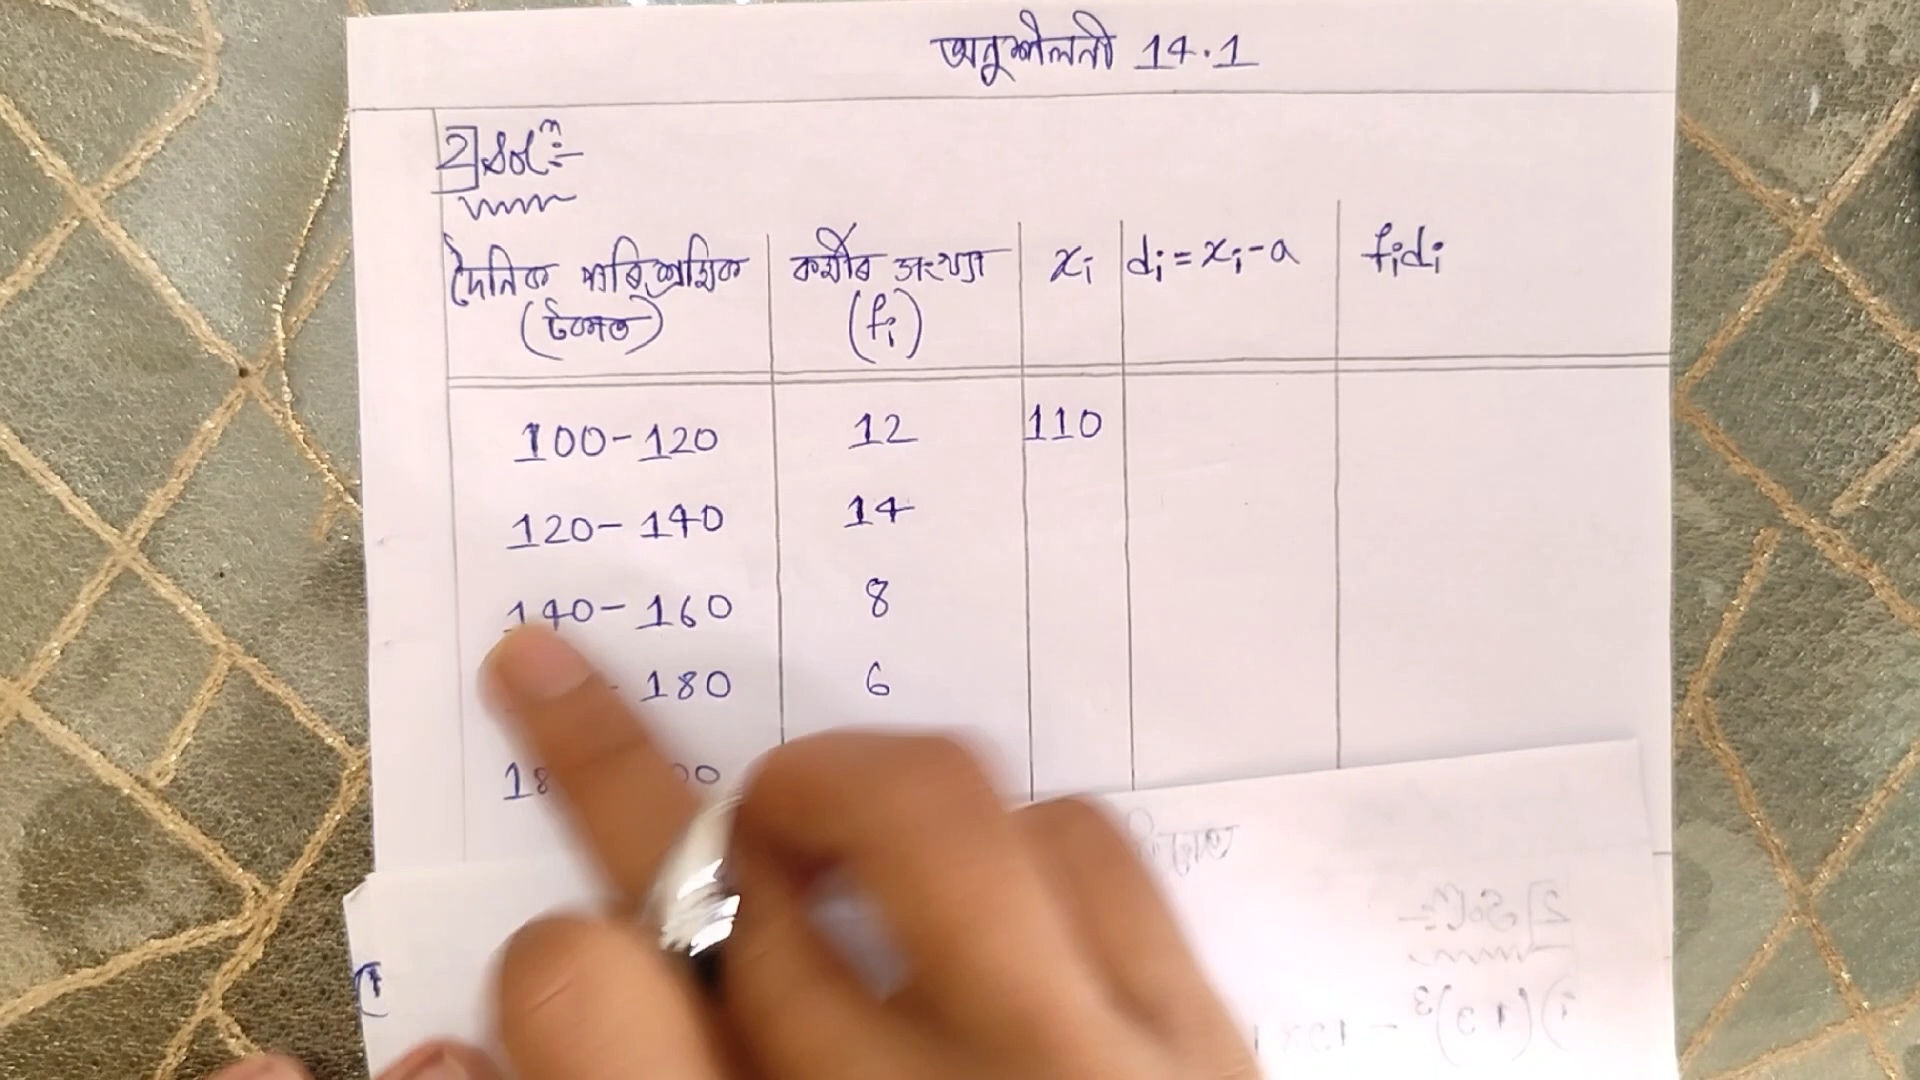 অনুশীলনী 14.1
2] Solⁿ:-
দৈনিক পাৰিশ্ৰমিক | কৰ্মীৰ সংখ্যা | xᵢ | dᵢ = xᵢ - a | fᵢdᵢ
(টকাত) (fᵢ)
100 - 120 12 110
120 - 140 14
140 - 160 8
- 180 6